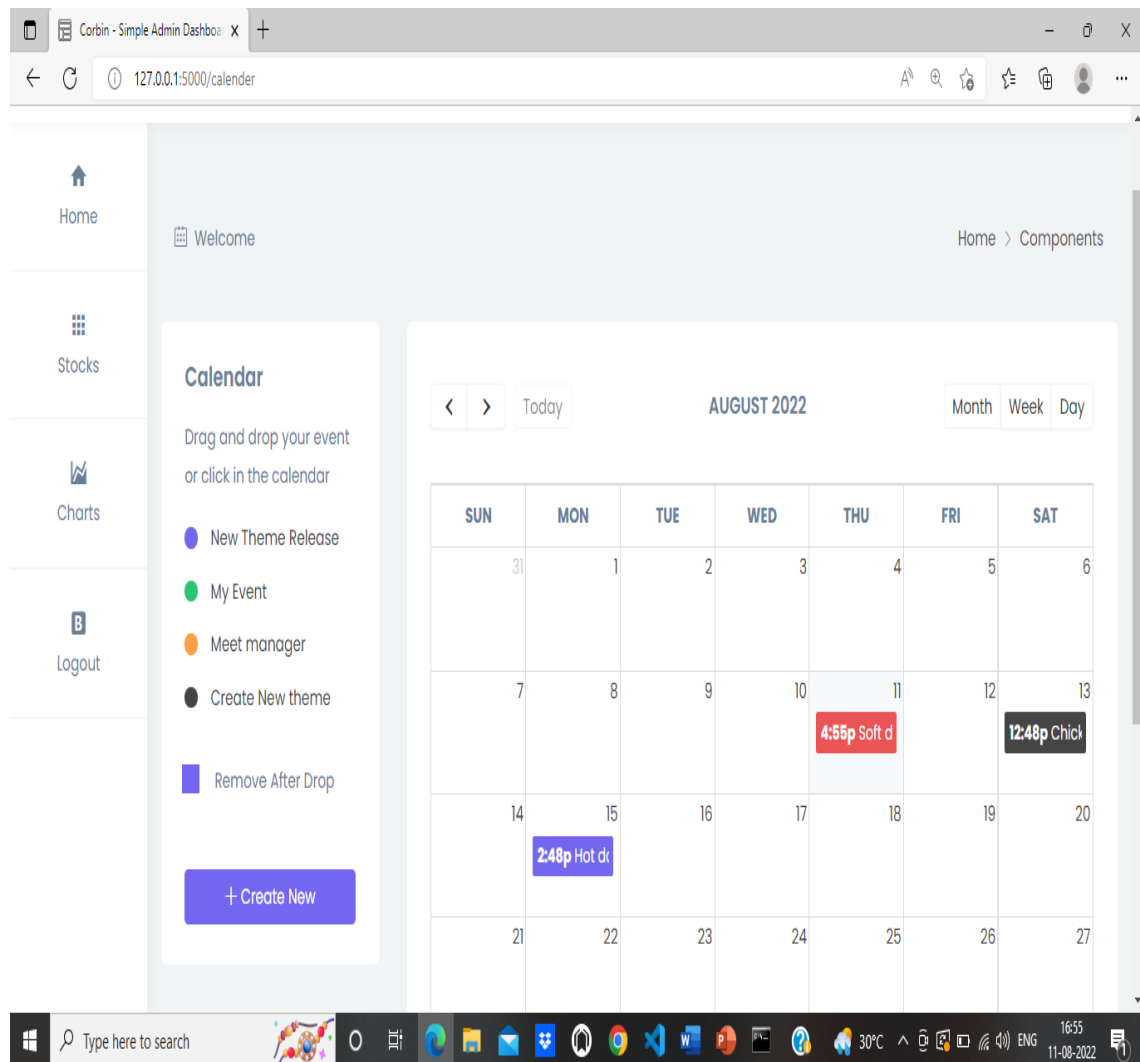 Corbin - Simple Admin Dashboa
127.0.0.1:5000/calender
Home
Stocks
Charts
B
Logout
Welcome
Home > Components
Calendar
Drag and drop your event
or click in the calendar
New Theme Release
My Event
Meet manager
Create New theme
Remove After Drop
+ Create New
Today
AUGUST 2022
Month Week Day
SUN MON TUE WED THU FRI SAT
31 1 2 3 4 5 6
7 8 9 10 11 12 13
4:55p Soft d
12:48p Chick
14 15 16 17 18 19 20
2:48p Hot do
21 22 23 24 25 26 27
Type here to search
30°C
ENG
16:55
11-08-2022